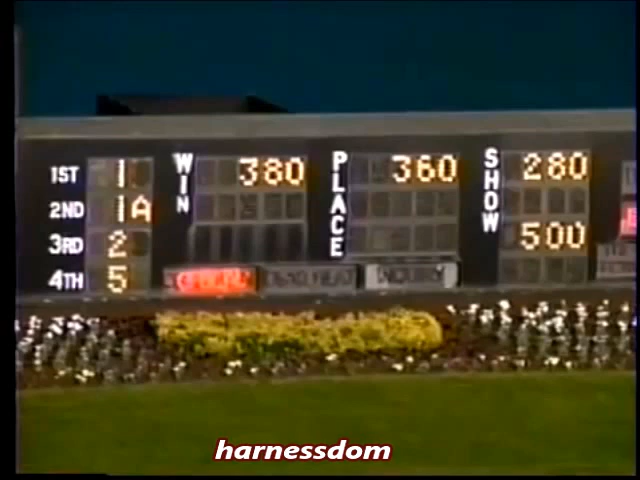 1ST 1 WIN 380 PLACE 360 SHOW 280
2ND 1A
3RD 2 500
4TH 5 OFFICIAL DEAD HEAT INQUIRY
harnessdom